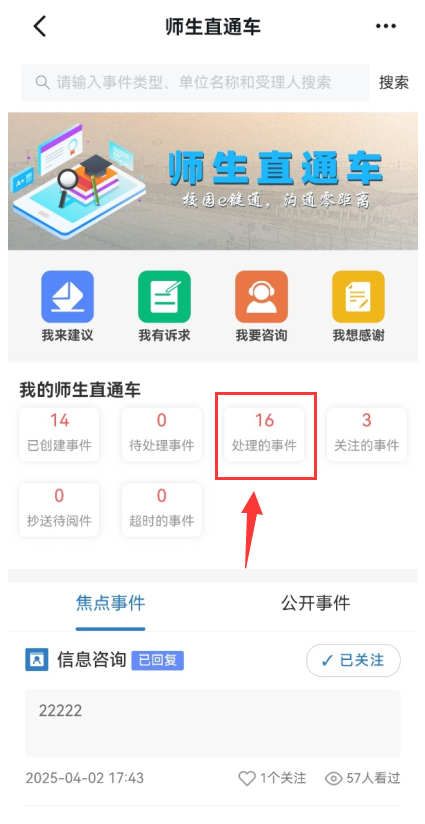 师生直通车
请输入事件类型、单位名称和受理人搜索 搜索
A+
师生直通车
校园e键通，沟通零距离
我来建议 我有诉求 我要咨询 我想感谢
我的师生直通车
14 0 16 3
已创建事件 待处理事件 处理的事件 关注的事件
0 0
抄送待阅件 超时的事件
焦点事件 公开事件
信息咨询 已回复 ✓ 已关注
22222
2025-04-02 17:43 1个关注 57人看过